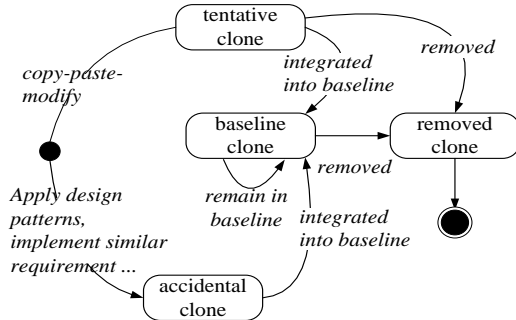 tentative
clone
copy-paste-
modify
integrated
into baseline
removed
baseline
clone
removed
clone
removed
remain in
baseline
integrated
into baseline
Apply design
patterns,
implement similar
requirement ...
accidental
clone